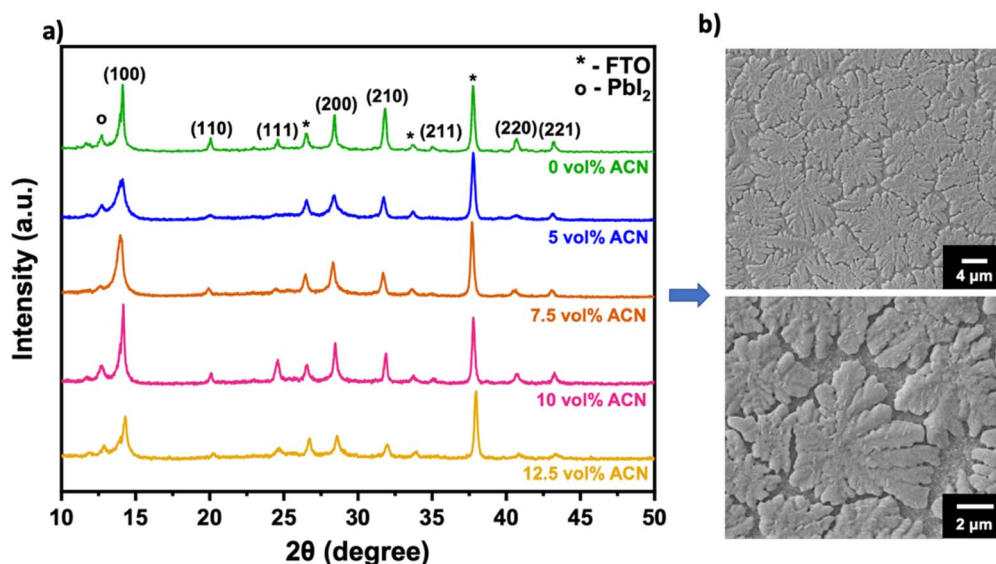 a)
b)
* - FTO
o - PbI₂
(100)
o
(110)
(111)
*
(200)
(210)
*
(211)
*
(220)
(221)
0 vol% ACN
5 vol% ACN
7.5 vol% ACN
10 vol% ACN
12.5 vol% ACN
Intensity (a.u.)
10 15 20 25 30 35 40 45 50
2θ (degree)
4 µm
2 µm